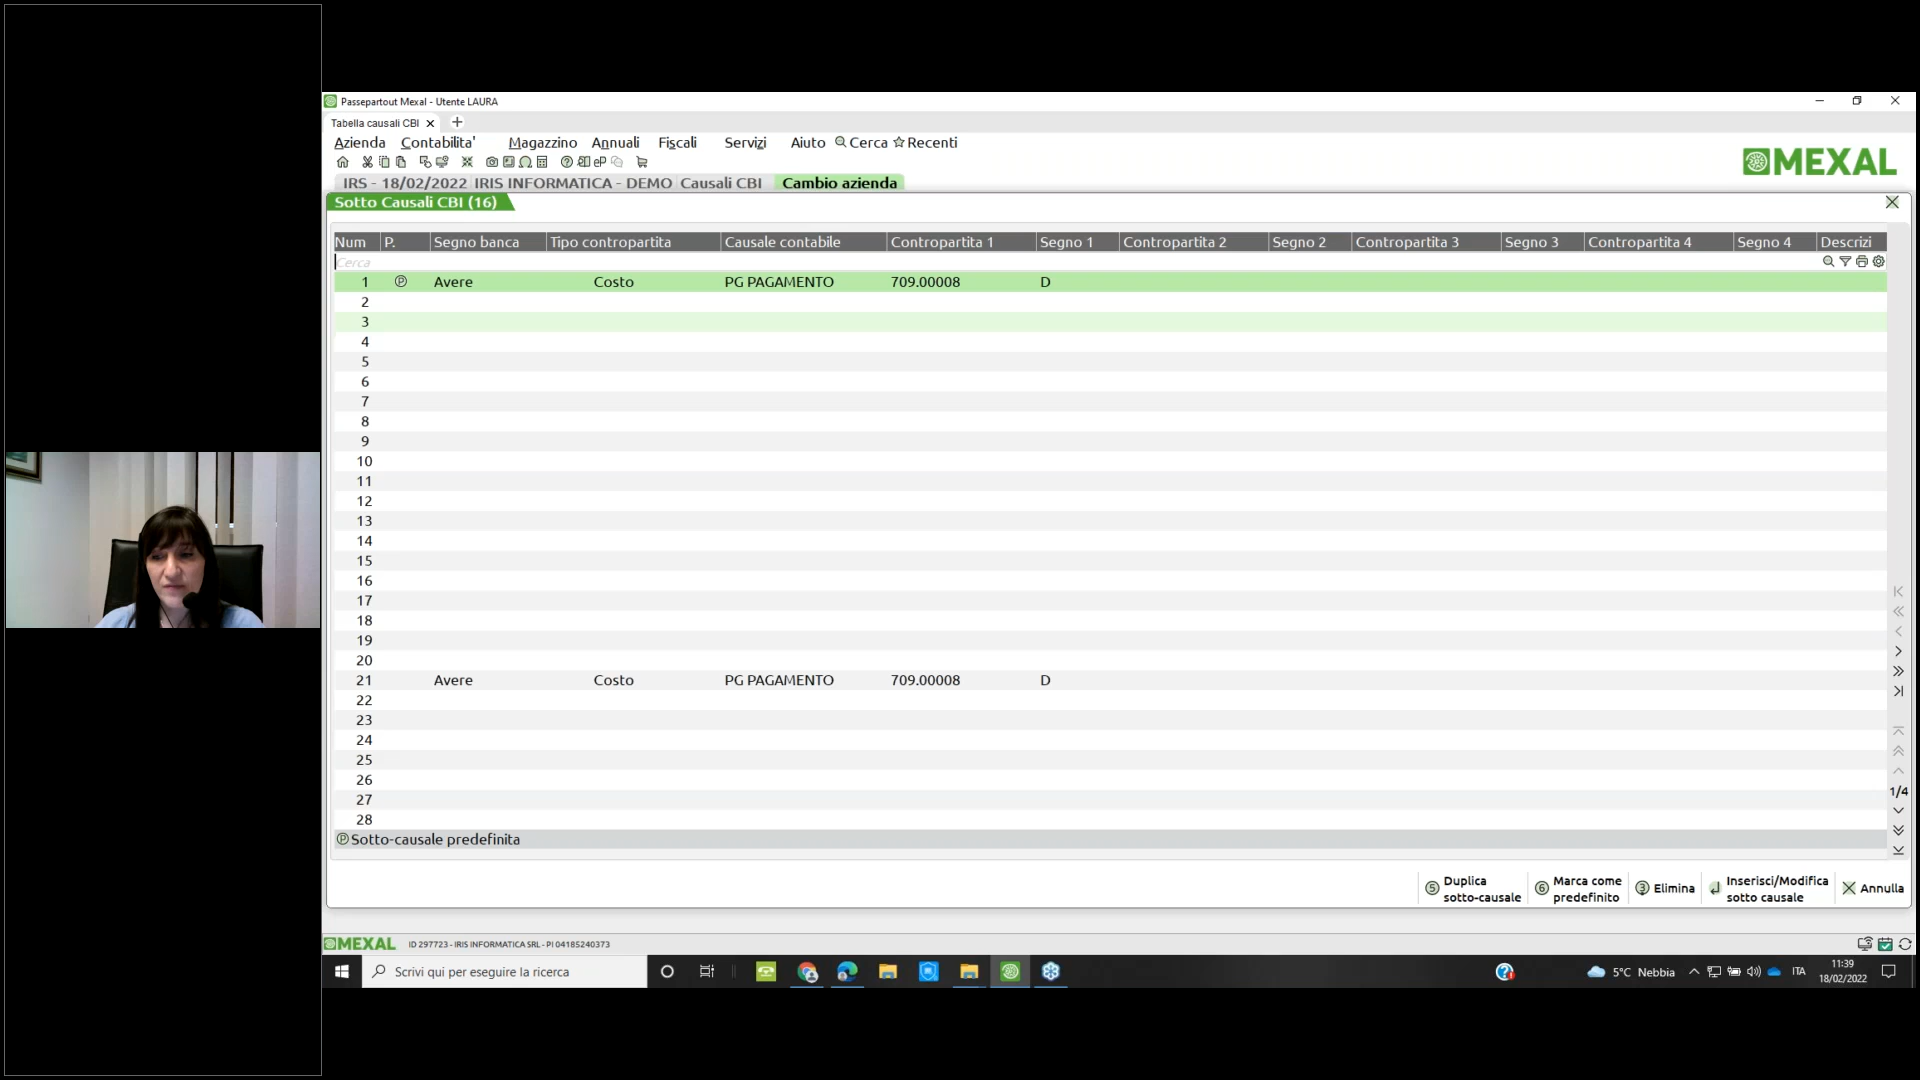 Passepartout Mexal - Utente LAURA
Tabella causali CBI
Azienda Contabilita' Magazzino Annuali Fiscali Servizi Aiuto Cerca Recenti
MEXAL
IRS - 18/02/2022 IRIS INFORMATICA - DEMO Causali CBI Cambio azienda
Sotto Causali CBI (16)
Num P. Segno banca Tipo contropartita Causale contabile Contropartita 1 Segno 1 Contropartita 2 Segno 2 Contropartita 3 Segno 3 Contropartita 4 Segno 4 Descrizi
Cerca
1 P Avere Costo PG PAGAMENTO 709.00008 D
2
3
4
5
6
7
8
9
10
11
12
13
14
15
16
17
18
19
20
21 Avere Costo PG PAGAMENTO 709.00008 D
22
23
24
25
26
27
28
1/4
P Sotto-causale predefinita
5 Duplica sotto-causale
6 Marca come predefinito
3 Elimina
Inserisci/Modifica sotto causale
Annulla
MEXAL ID 297723 - IRIS INFORMATICA SRL - PI 04185240373
Scrivi qui per eseguire la ricerca
5°C Nebbia
ITA
11:39
18/02/2022